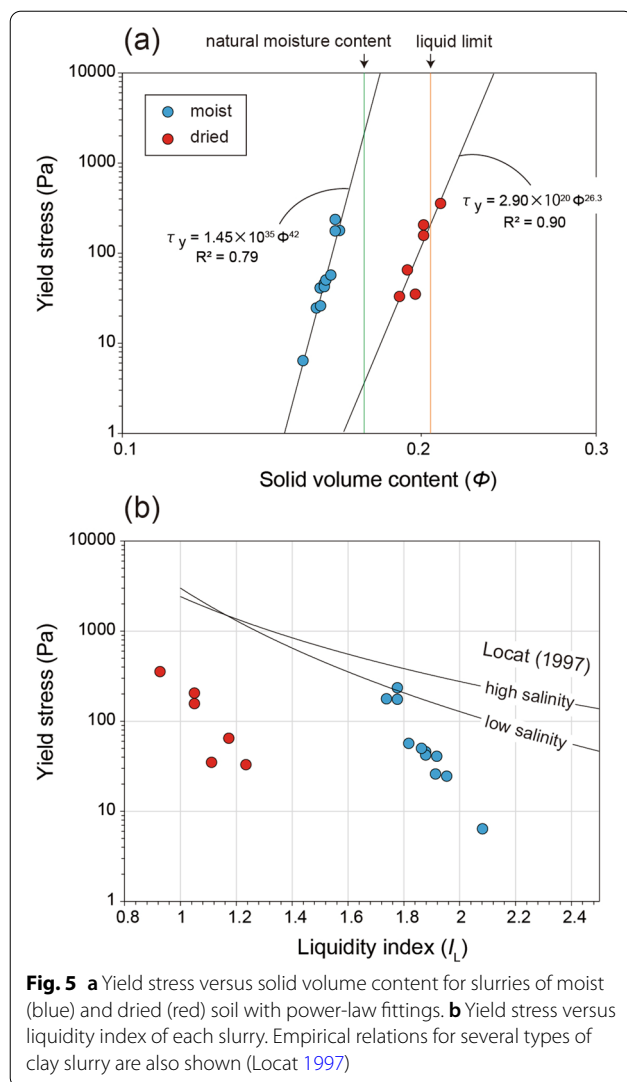 (a)
natural moisture content
liquid limit
10000
1000
100
10
1
Yield stress (Pa)
moist
dried
τ y = 1.45×10³⁵Φ⁴²
R² = 0.79
τ y = 2.90×10²⁰Φ²⁶·³
R² = 0.90
0.1
0.2
0.3
Solid volume content (Φ)
(b)
10000
1000
100
10
1
Yield stress (Pa)
Locat (1997)
high salinity
low salinity
0.8
1
1.2
1.4
1.6
1.8
2
2.2
2.4
Liquidity index (I_L)
Fig. 5 a Yield stress versus solid volume content for slurries of moist
(blue) and dried (red) soil with power-law fittings. b Yield stress versus
liquidity index of each slurry. Empirical relations for several types of
clay slurry are also shown (Locat 1997)